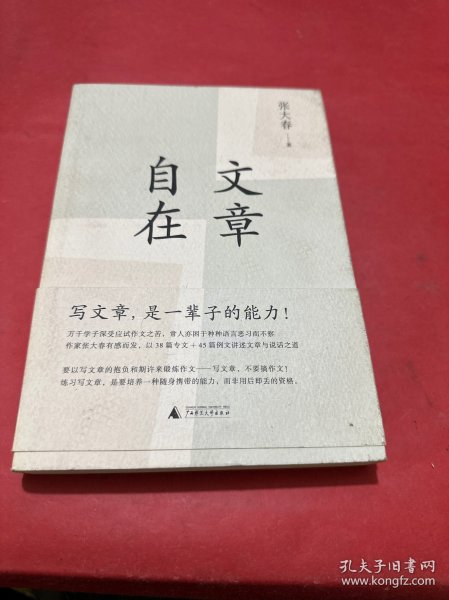 张大春 著
文章
自在
写文章，是一辈子的能力！
万千学子深受应试作文之苦，常人亦困于种种语言恶习而不察
作家张大春有感而发，以38篇专文+45篇例文讲述文章与说话之道
要以写文章的抱负和期许来锻炼作文——写文章，不要搞作文！
练习写文章，是要培养一种随身携带的能力，而非用后即丢的资格。
广西师范大学出版社
孔夫子旧书网
www.kongfz.com